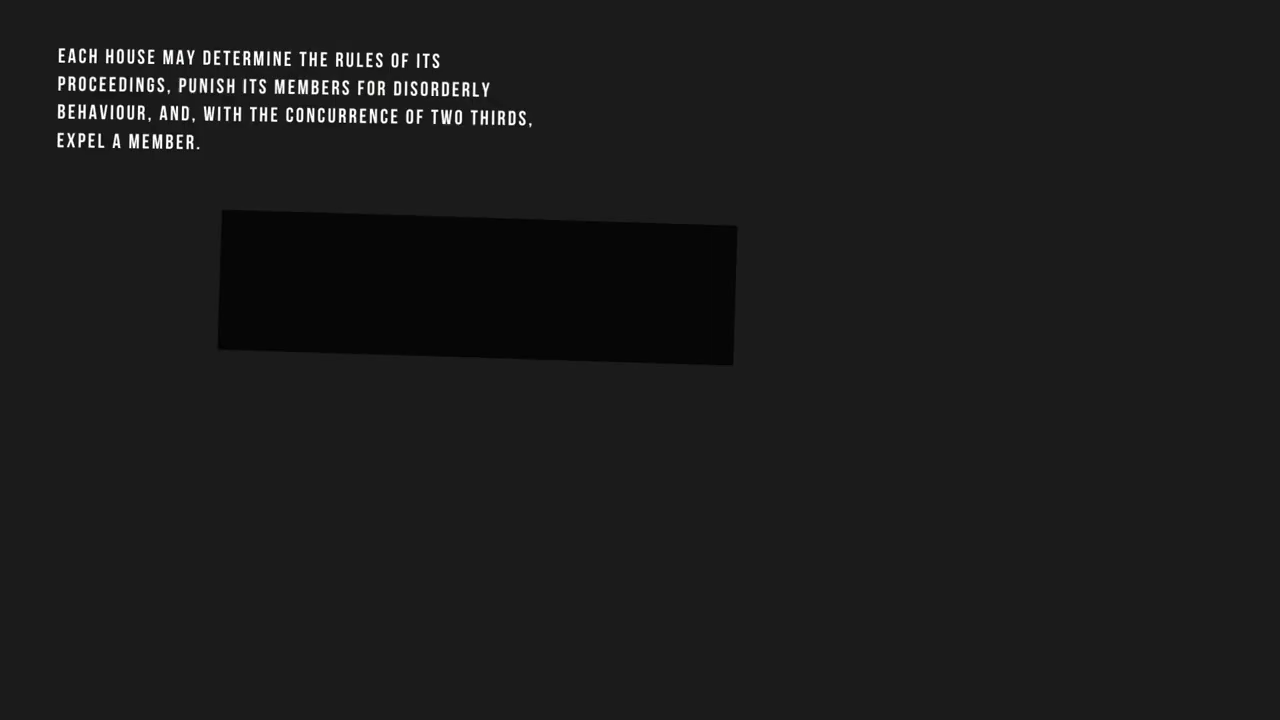 EACH HOUSE MAY DETERMINE THE RULES OF ITS
PROCEEDINGS, PUNISH ITS MEMBERS FOR DISORDERLY
BEHAVIOUR, AND, WITH THE CONCURRENCE OF TWO THIRDS,
EXPEL A MEMBER.